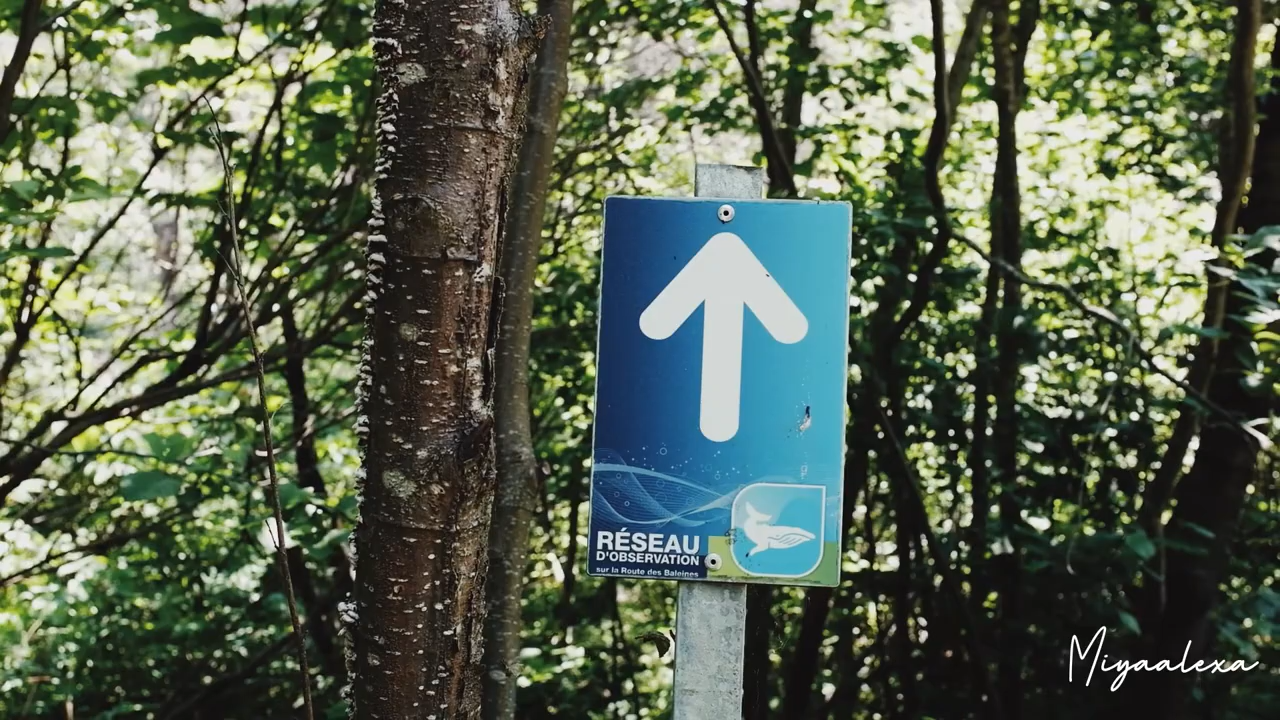 RÉSEAU
D'OBSERVATION
sur la Route des Baleines
Miyaalexa